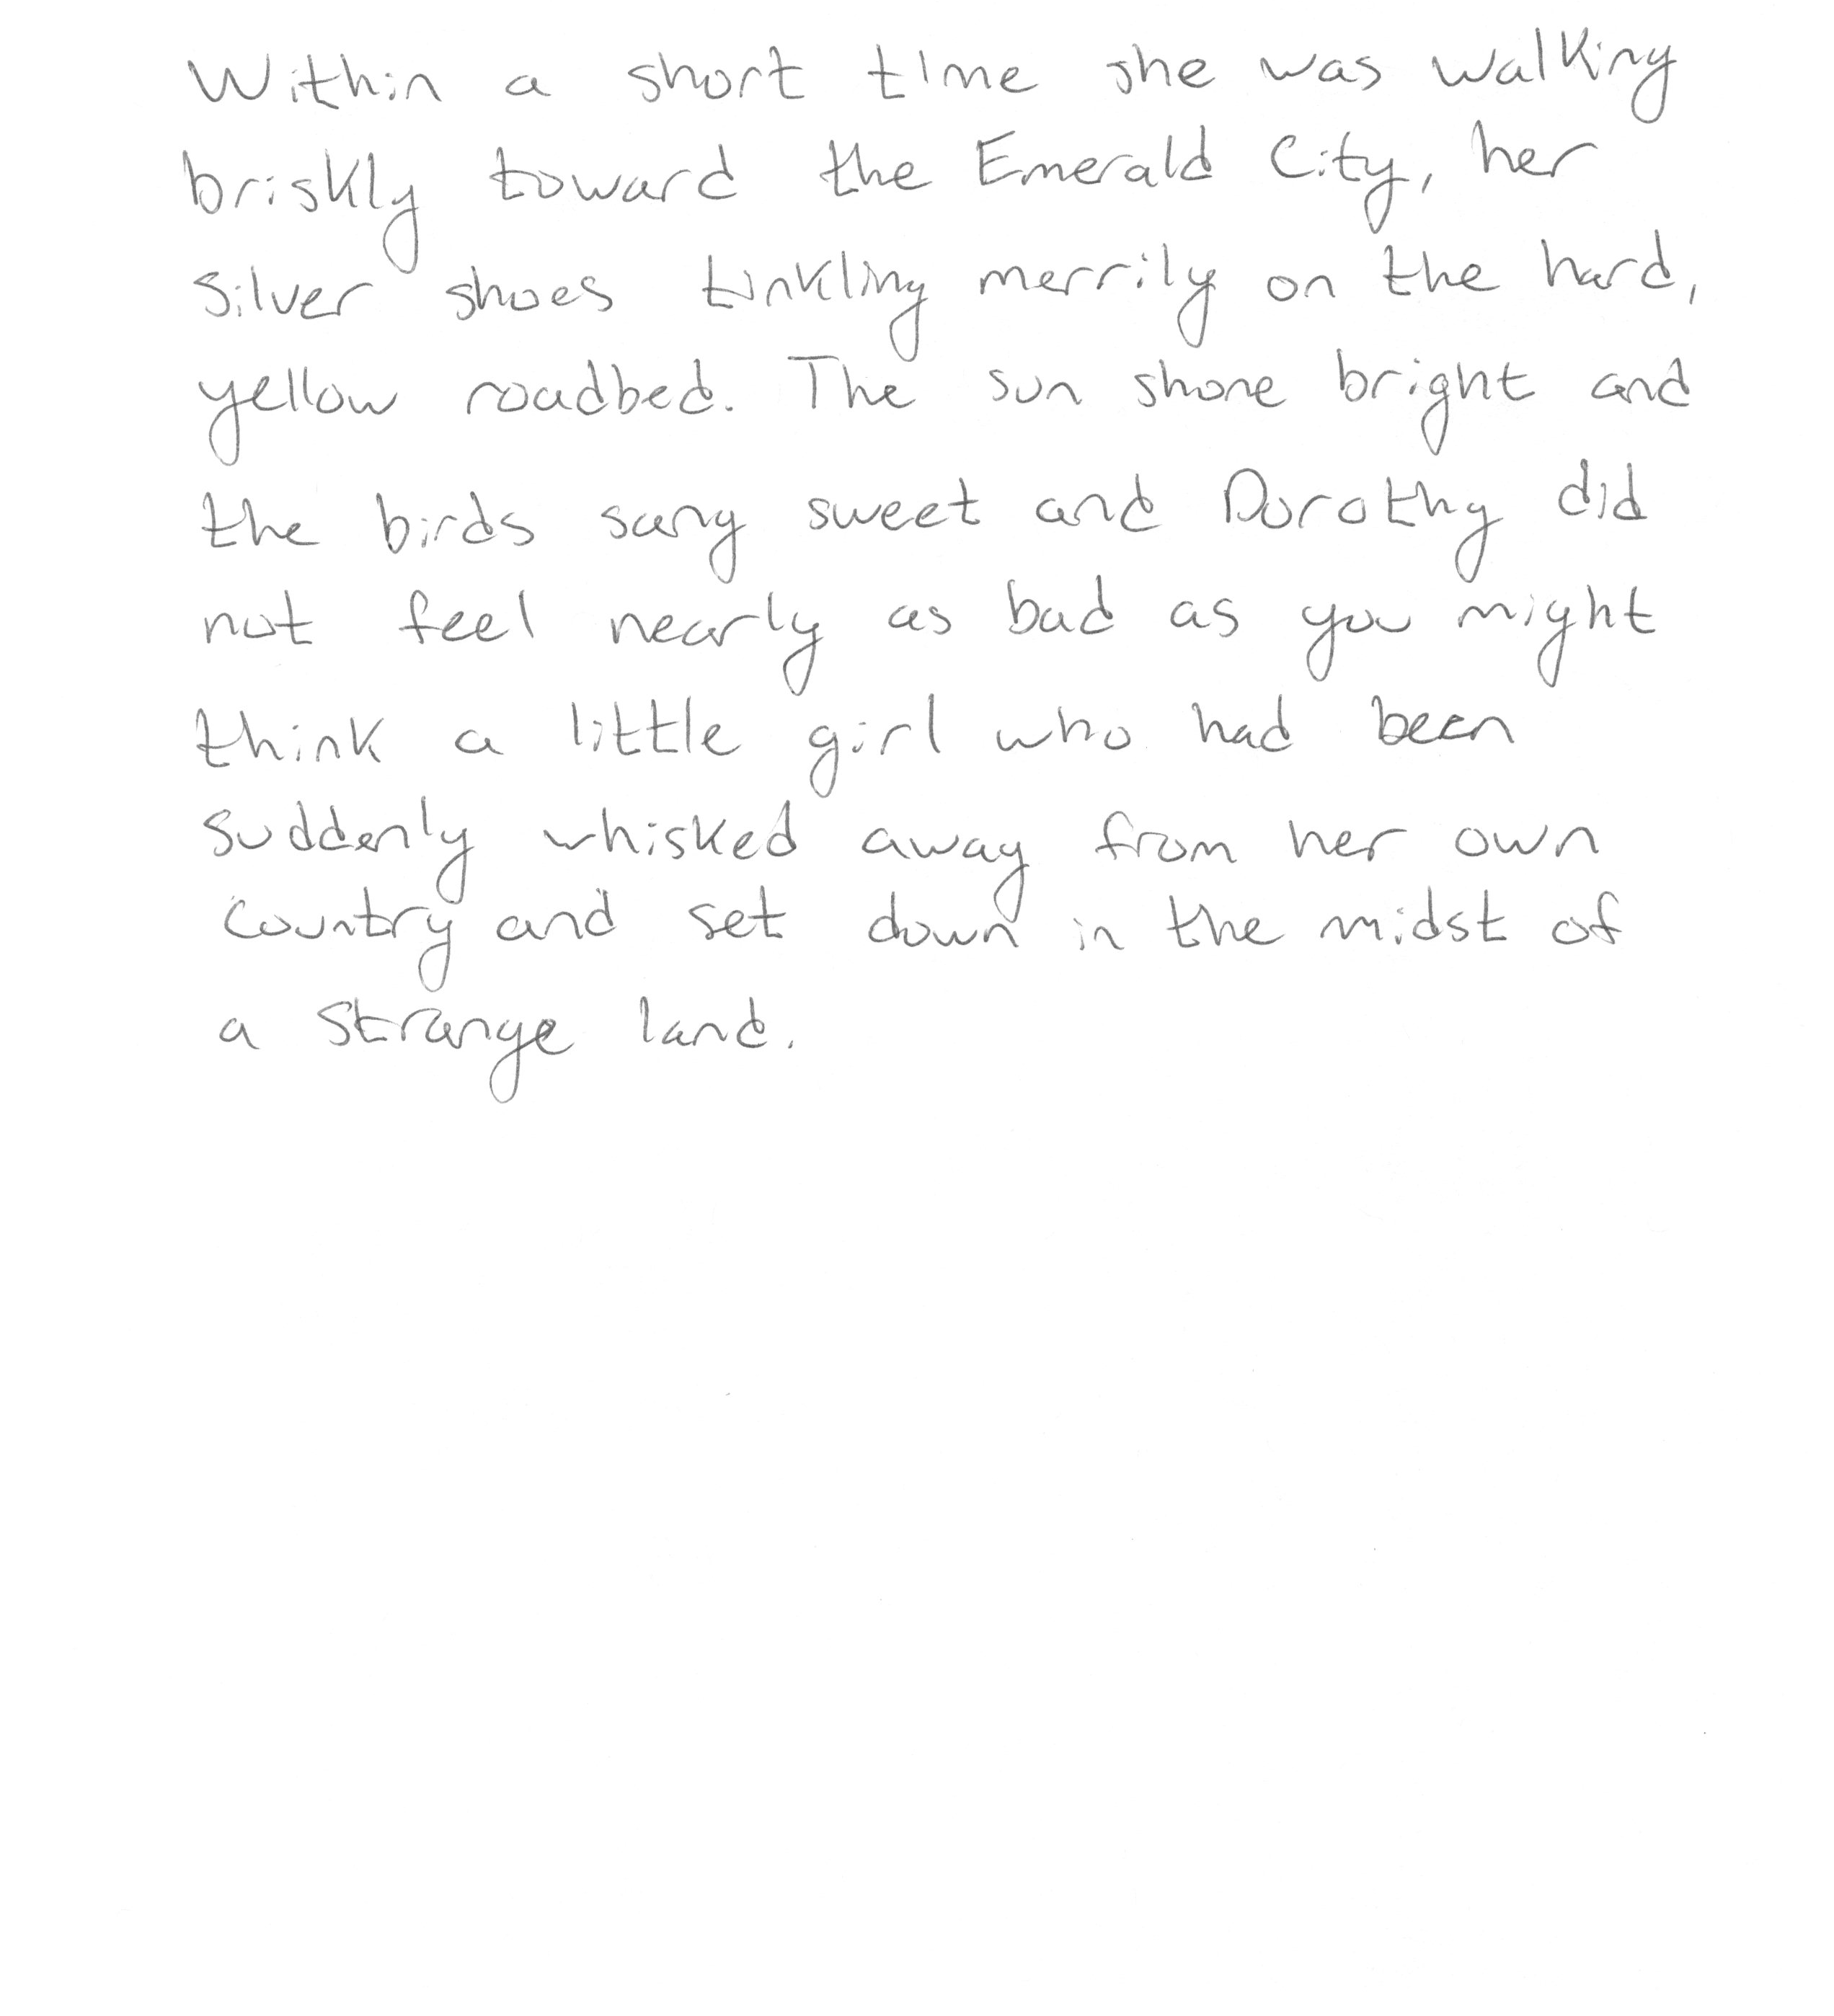 Within a short time she was walking
briskly toward the Emerald City, her
silver shoes tinkling merrily on the hard,
yellow roadbed. The sun shone bright and
the birds sang sweet and Dorothy did
not feel nearly as bad as you might
think a little girl who had been
suddenly whisked away from her own
country and set down in the midst of
a strange land.